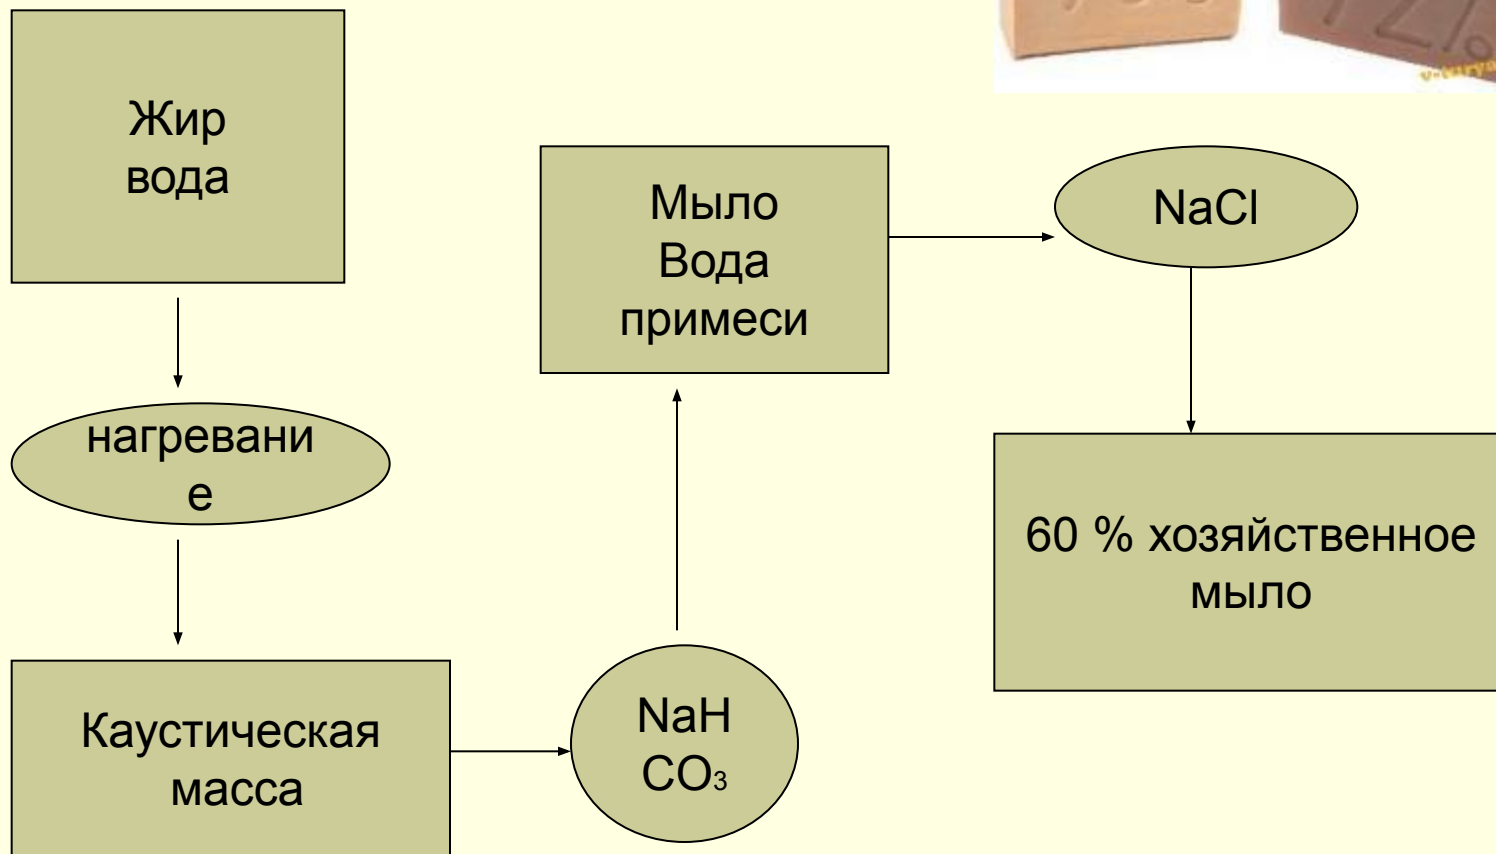 Жир
вода
нагревани
е
Каустическая
масса
NaH
CO₃
Мыло
Вода
примеси
NaCl
60 % хозяйственное
мыло